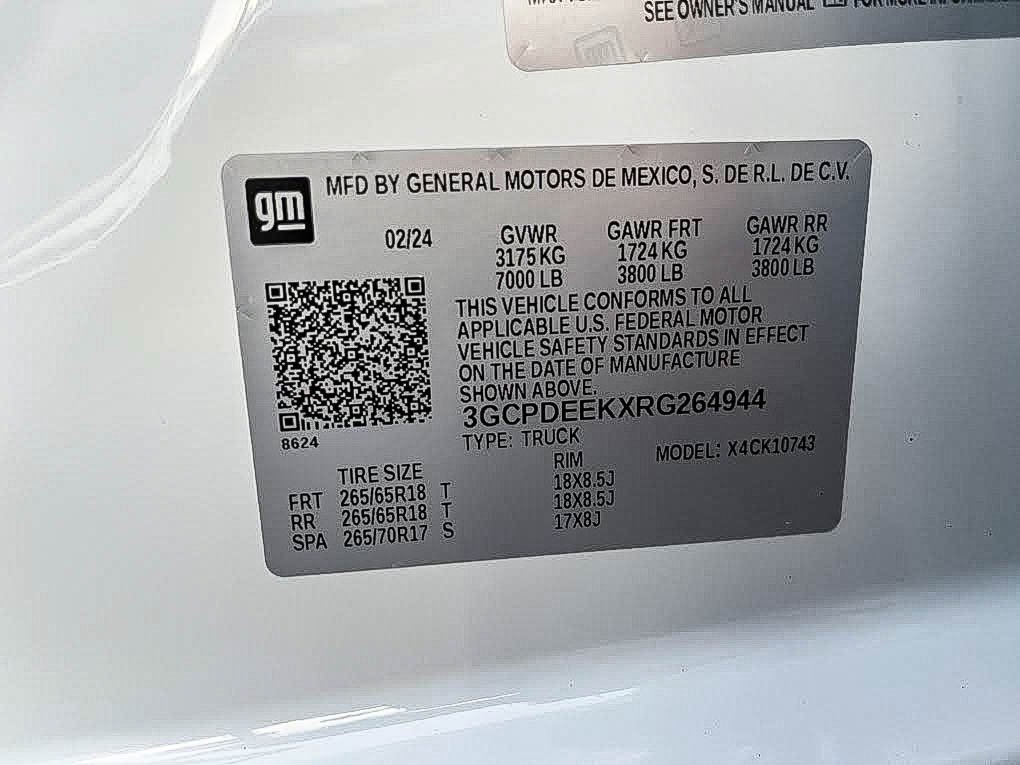 SEE OWNER'S MANUAL FOR MORE
gm
MFD BY GENERAL MOTORS DE MEXICO, S. DE R.L. DE C.V.
02/24 GVWR GAWR FRT GAWR RR
3175 KG 1724 KG 1724 KG
7000 LB 3800 LB 3800 LB
THIS VEHICLE CONFORMS TO ALL
APPLICABLE U.S. FEDERAL MOTOR
VEHICLE SAFETY STANDARDS IN EFFECT
ON THE DATE OF MANUFACTURE
SHOWN ABOVE.
3GCPDEEKXRG264944
8624
TYPE: TRUCK MODEL: X4CK10743
TIRE SIZE RIM
FRT 265/65R18 T 18X8.5J
RR 265/65R18 T 18X8.5J
SPA 265/70R17 S 17X8J